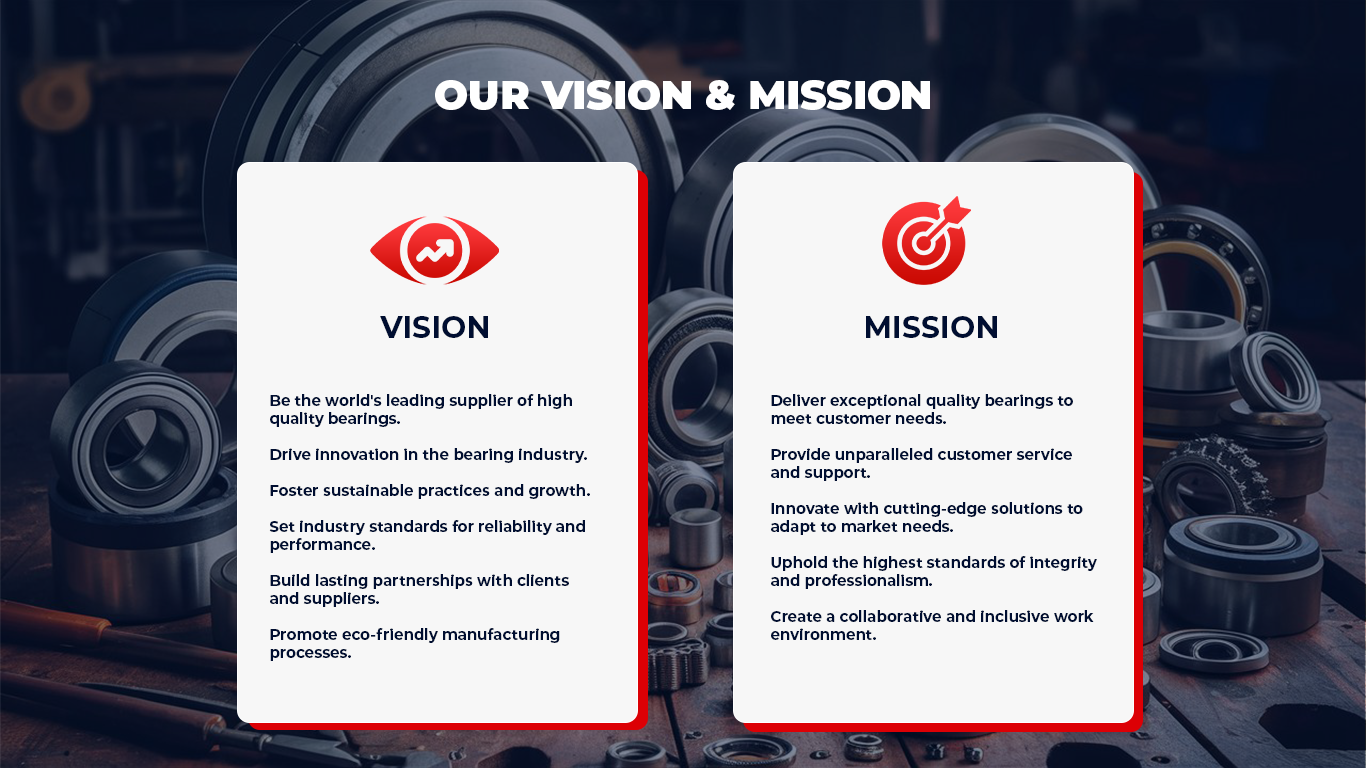 OUR VISION & MISSION
VISION
Be the world's leading supplier of high
quality bearings.
Drive innovation in the bearing industry.
Foster sustainable practices and growth.
Set industry standards for reliability and
performance.
Build lasting partnerships with clients
and suppliers.
Promote eco-friendly manufacturing
processes.
MISSION
Deliver exceptional quality bearings to
meet customer needs.
Provide unparalleled customer service
and support.
Innovate with cutting-edge solutions to
adapt to market needs.
Uphold the highest standards of integrity
and professionalism.
Create a collaborative and inclusive work
environment.